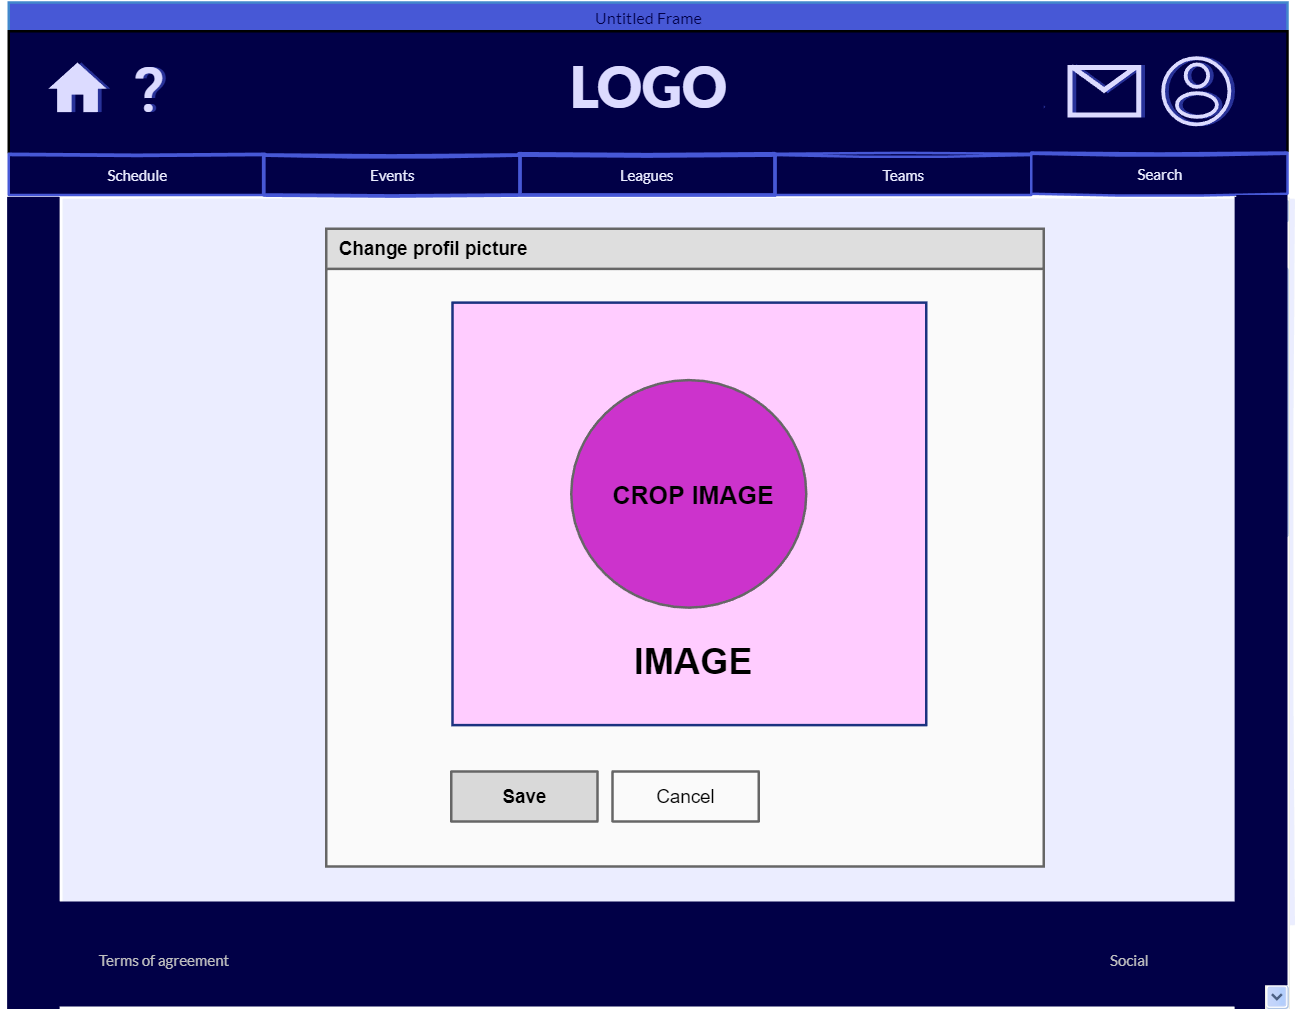 Untitled Frame
?
LOGO
Schedule
Events
Leagues
Teams
Search
Change profil picture
CROP IMAGE
IMAGE
Save
Cancel
Terms of agreement
Social